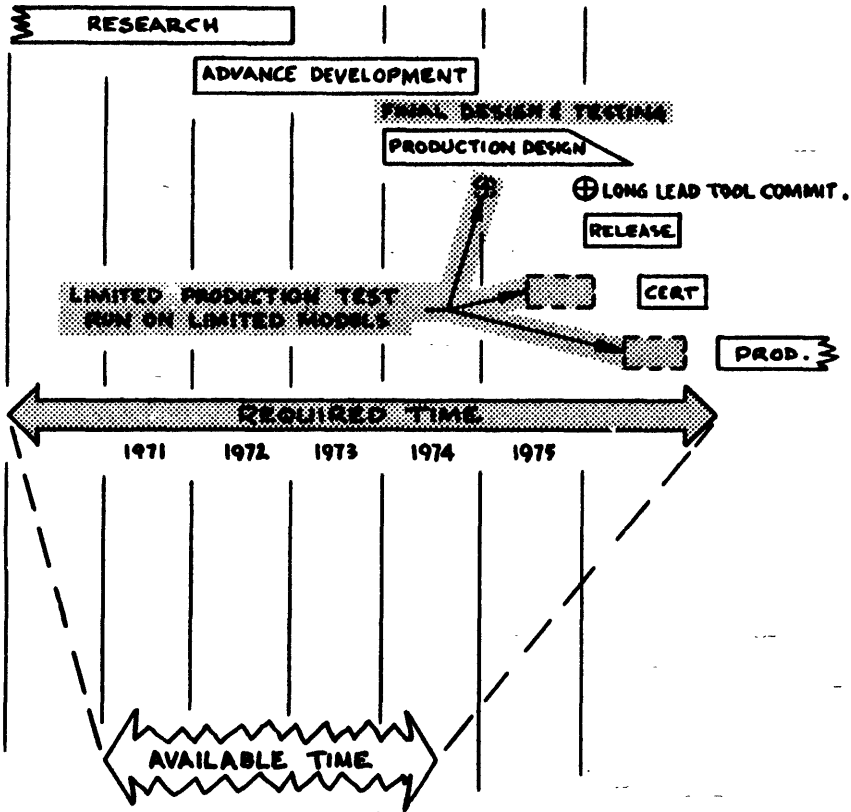 RESEARCH
ADVANCE DEVELOPMENT
FINAL DESIGN & TESTING
PRODUCTION DESIGN
LONG LEAD TOOL COMMIT.
RELEASE
LIMITED PRODUCTION TEST
RUN ON LIMITED MODELS
CERT
PROD.
REQUIRED TIME
1971 1972 1973 1974 1975
AVAILABLE TIME